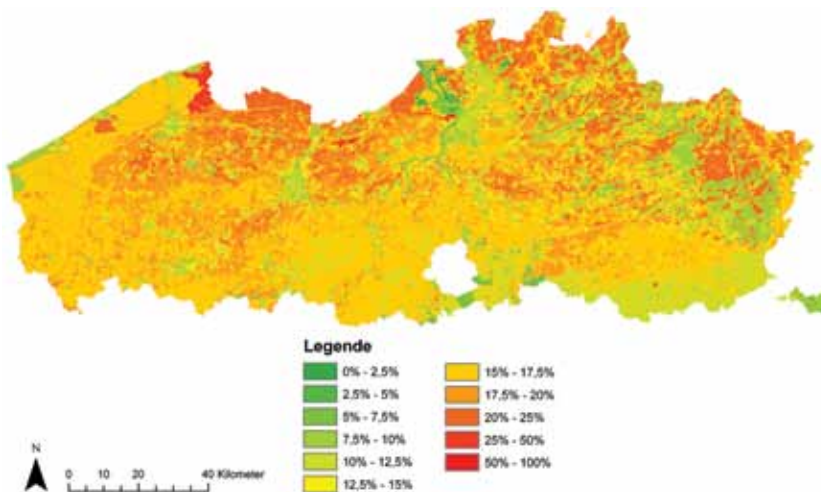 Legende
0% - 2,5%
2,5% - 5%
5% - 7,5%
7,5% - 10%
10% - 12,5%
12,5% - 15%
15% - 17,5%
17,5% - 20%
20% - 25%
25% - 50%
50% - 100%
N
0 10 20 40 Kilometer